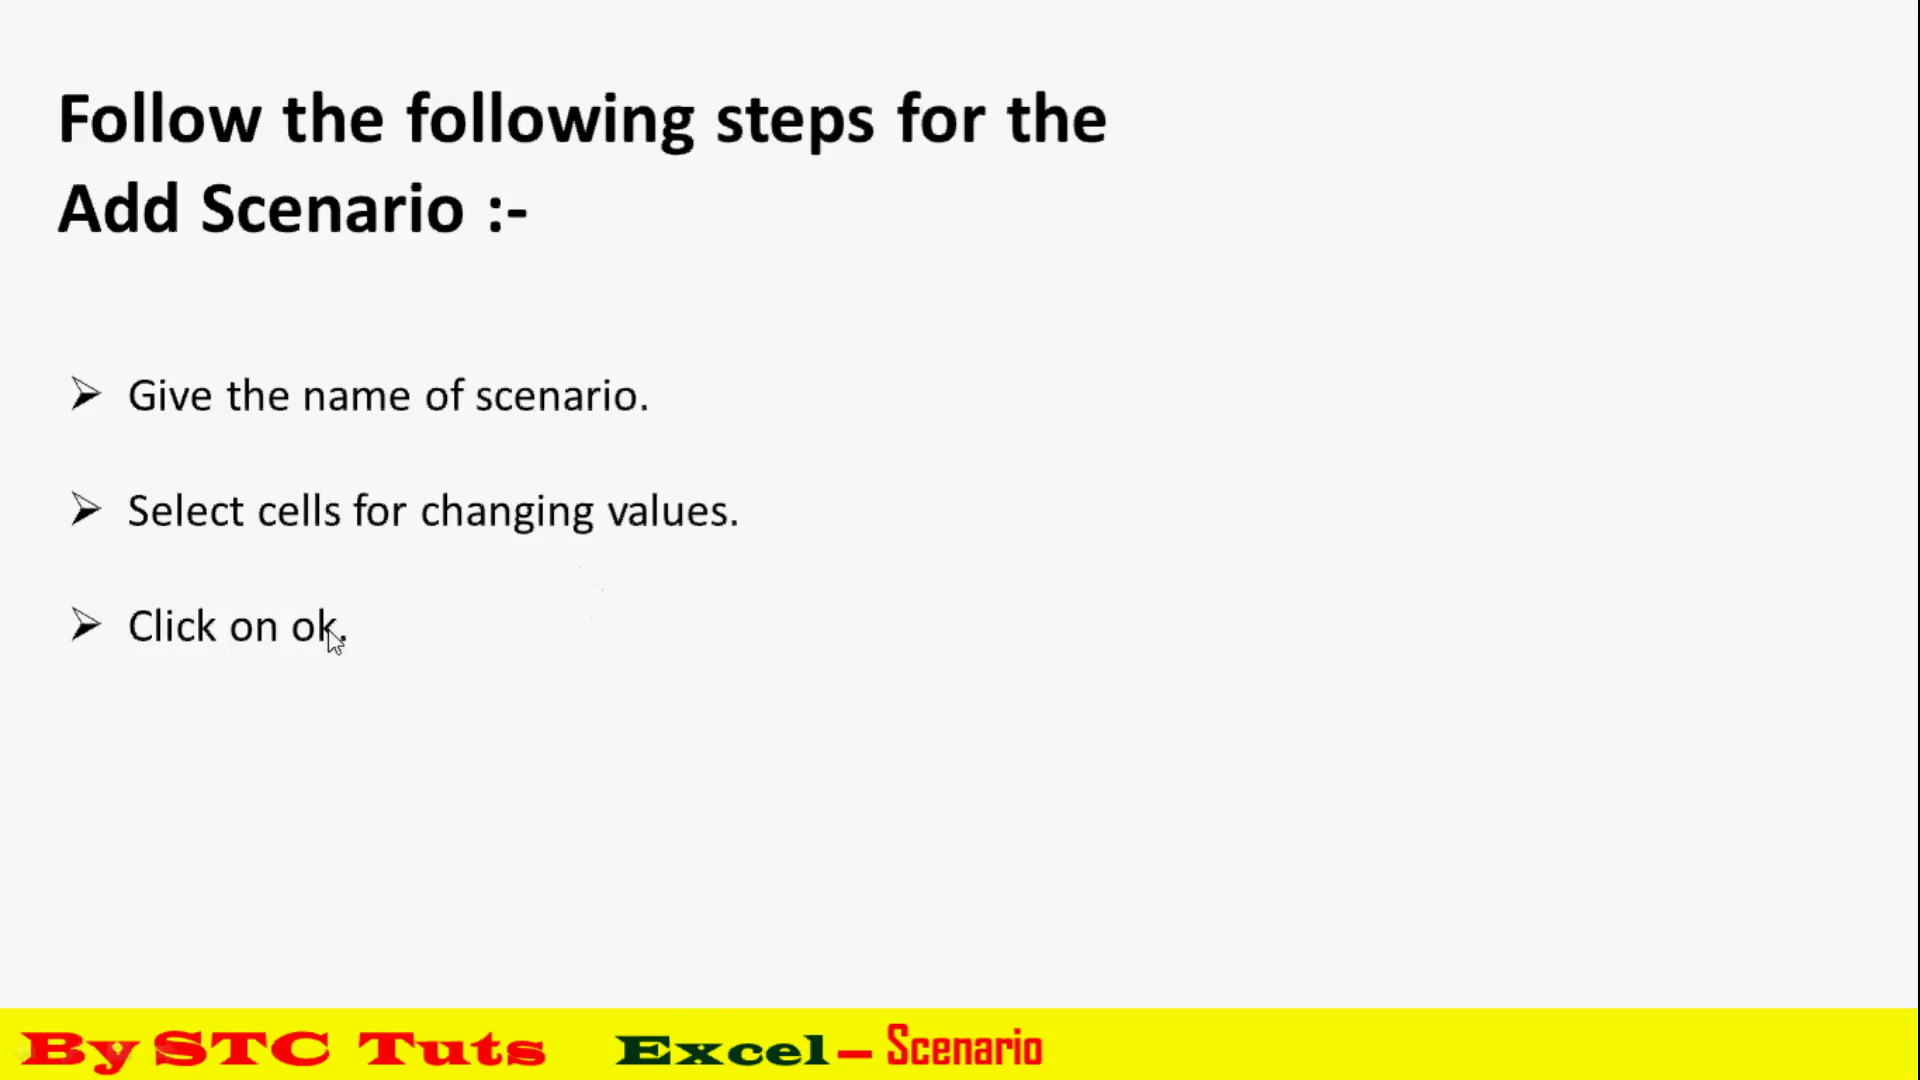 Follow the following steps for the
Add Scenario :-
Give the name of scenario.
Select cells for changing values.
Click on ok.
By STC Tuts Excel – Scenario